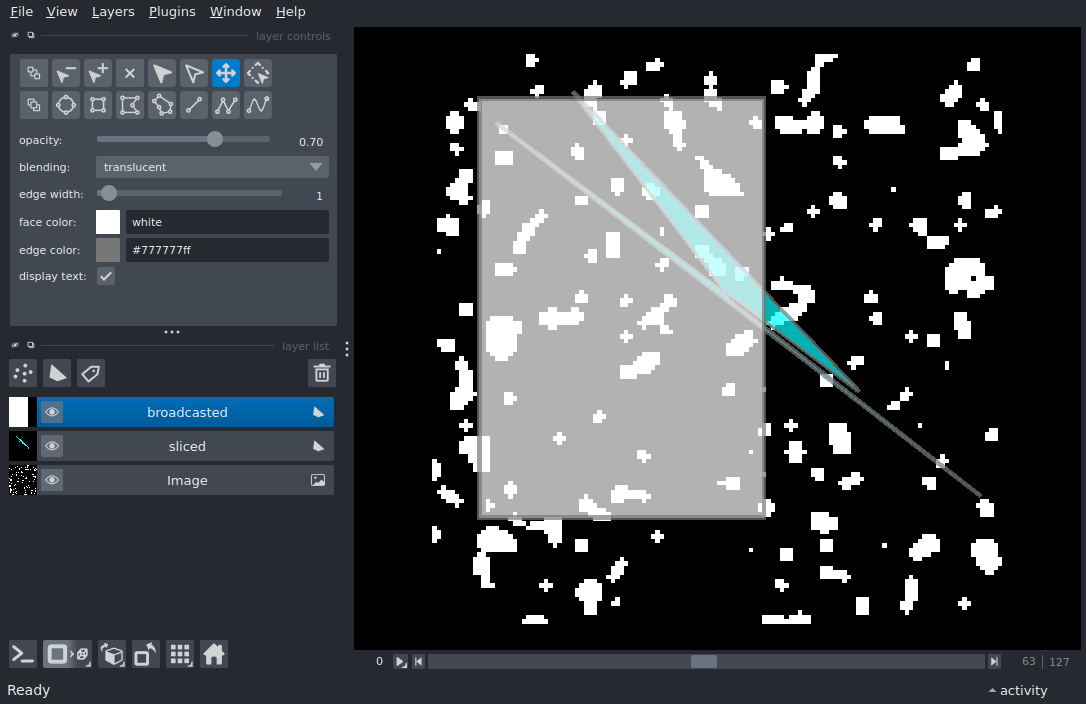 File View Layers Plugins Window Help
layer controls
opacity: 0.70
blending: translucent
edge width: 1
face color: white
edge color: #777777ff
display text:
layer list
broadcasted
sliced
Image
0 63 127
Ready activity